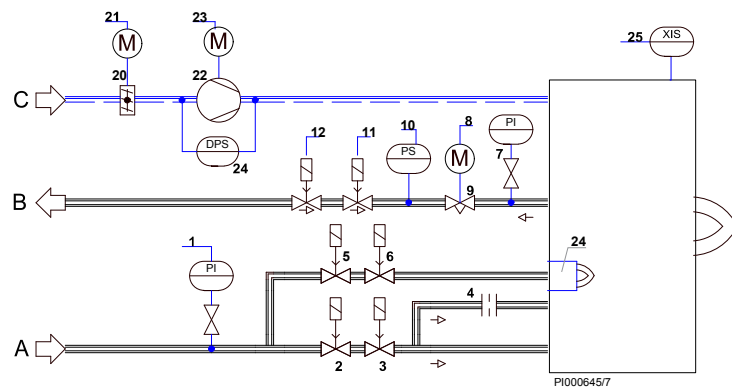 21 23 25 XIS
M M
20 22
C
DPS
24
12 11 10 8 PI
PS M 7
B 9
1 5 6 24
PI
4
A
2 3
PI000645/7